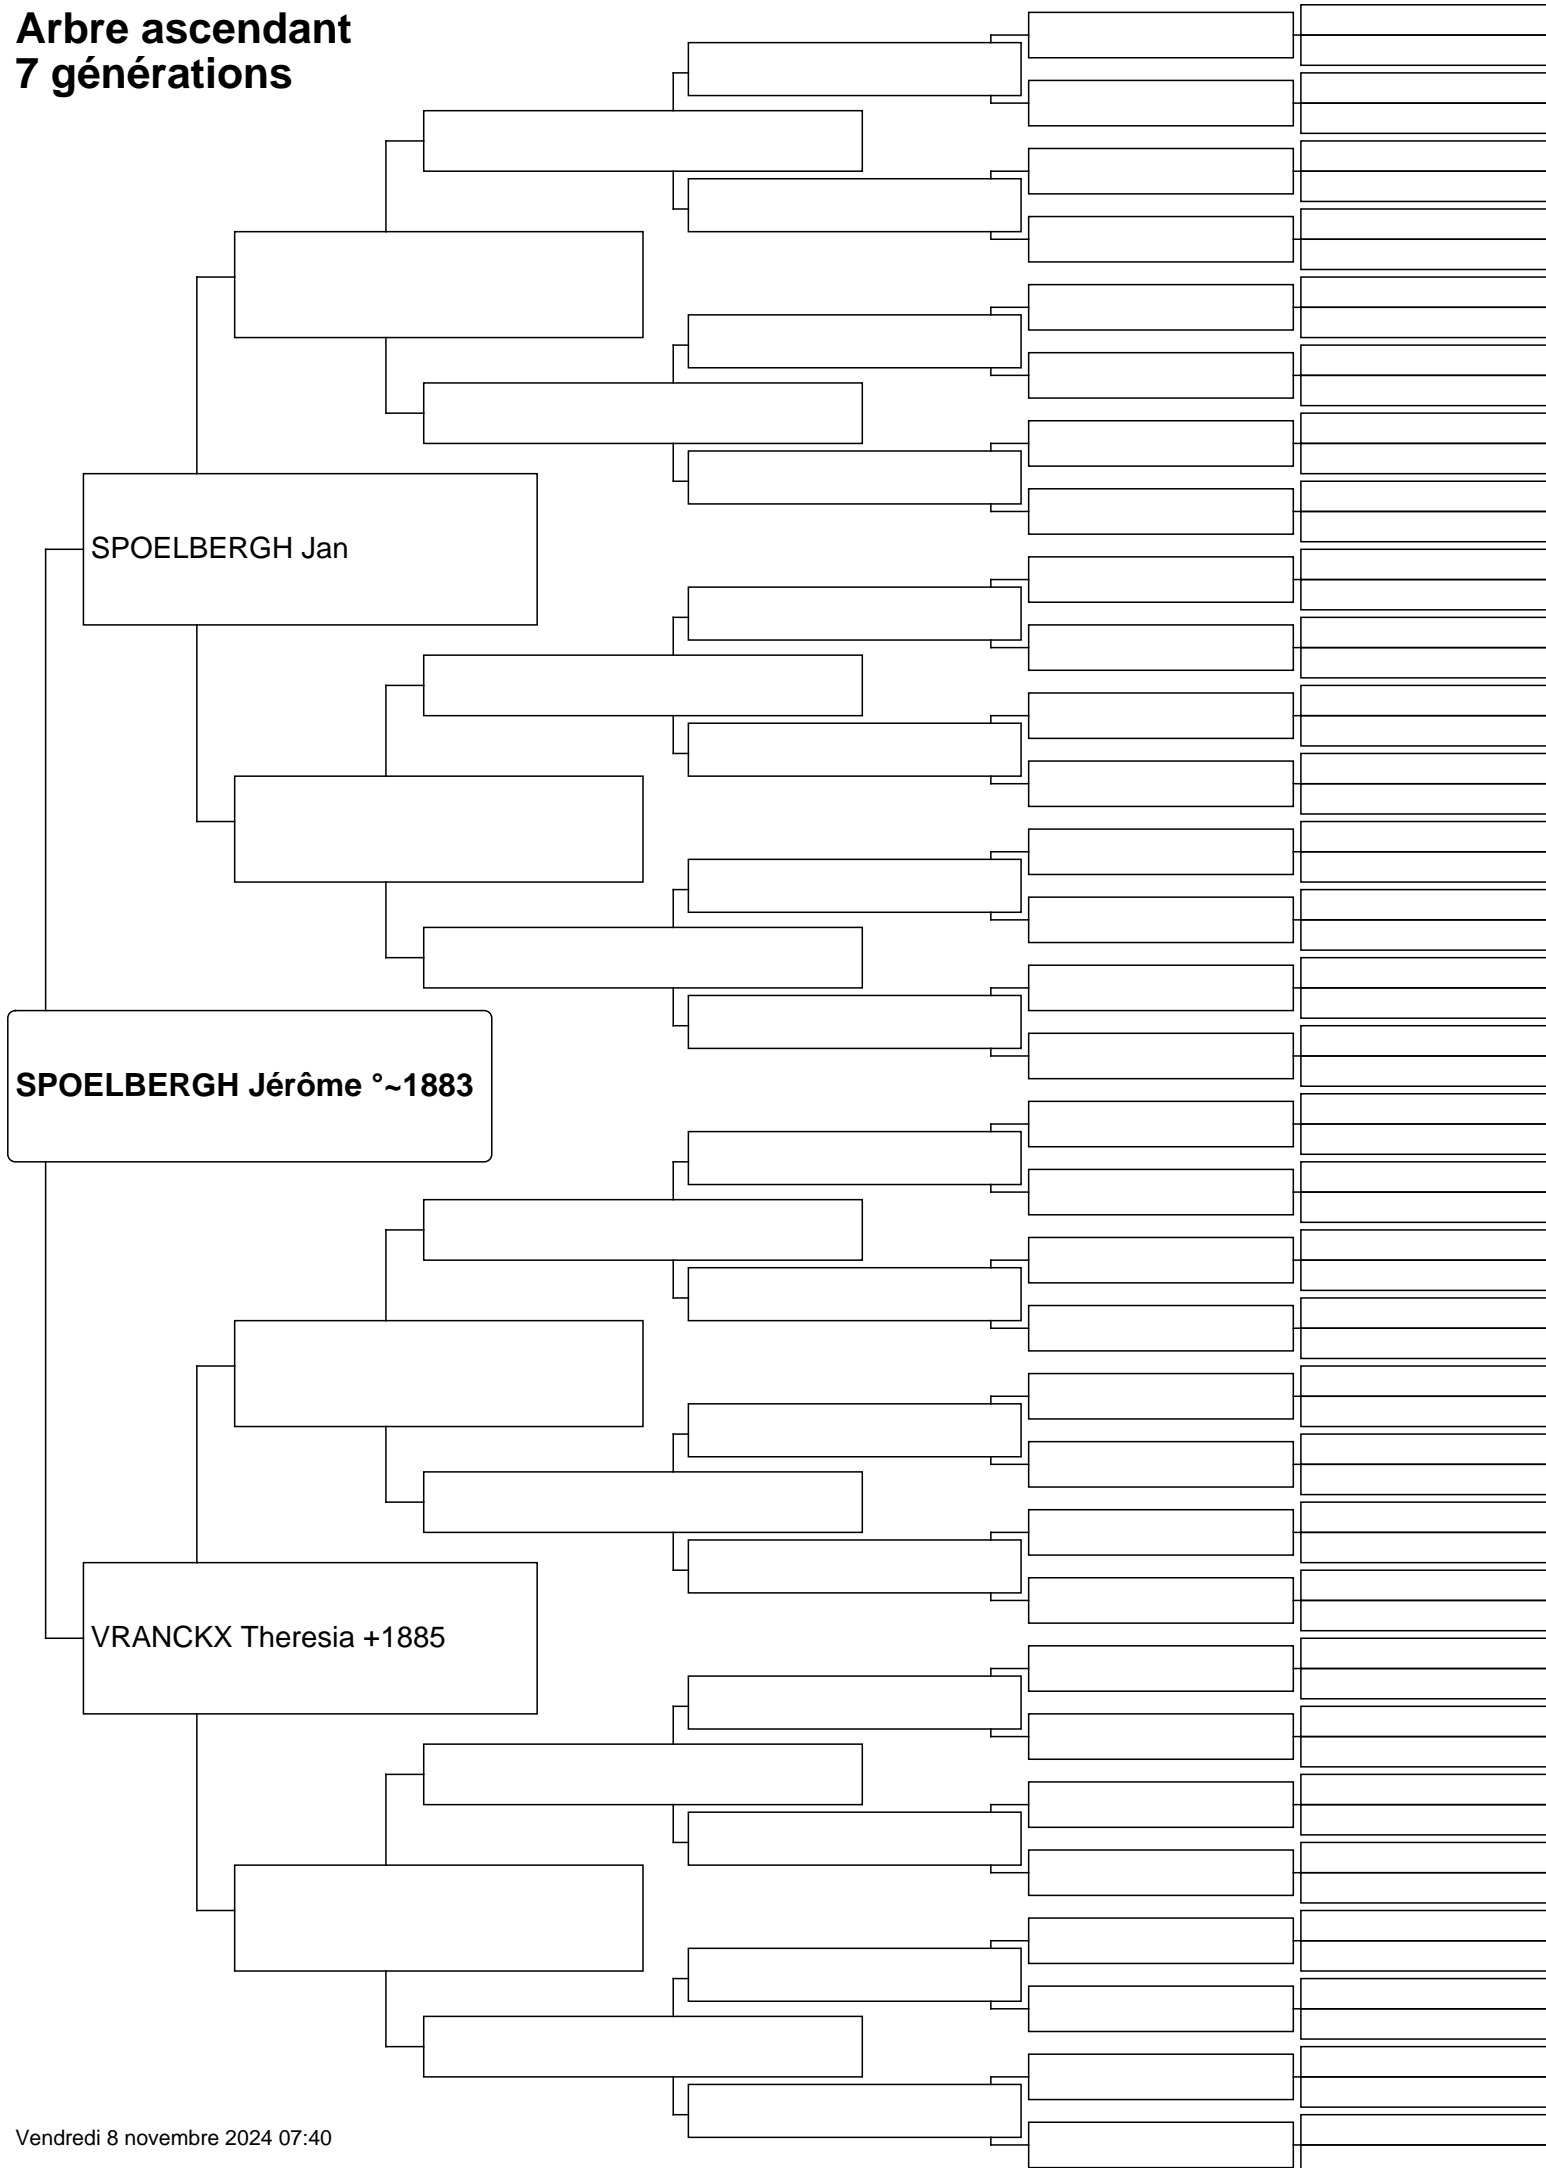 Arbre ascendant
7 générations
SPOELBERGH Jan
SPOELBERGH Jérôme °~1883
VRANCKX Theresia +1885
Vendredi 8 novembre 2024 07:40